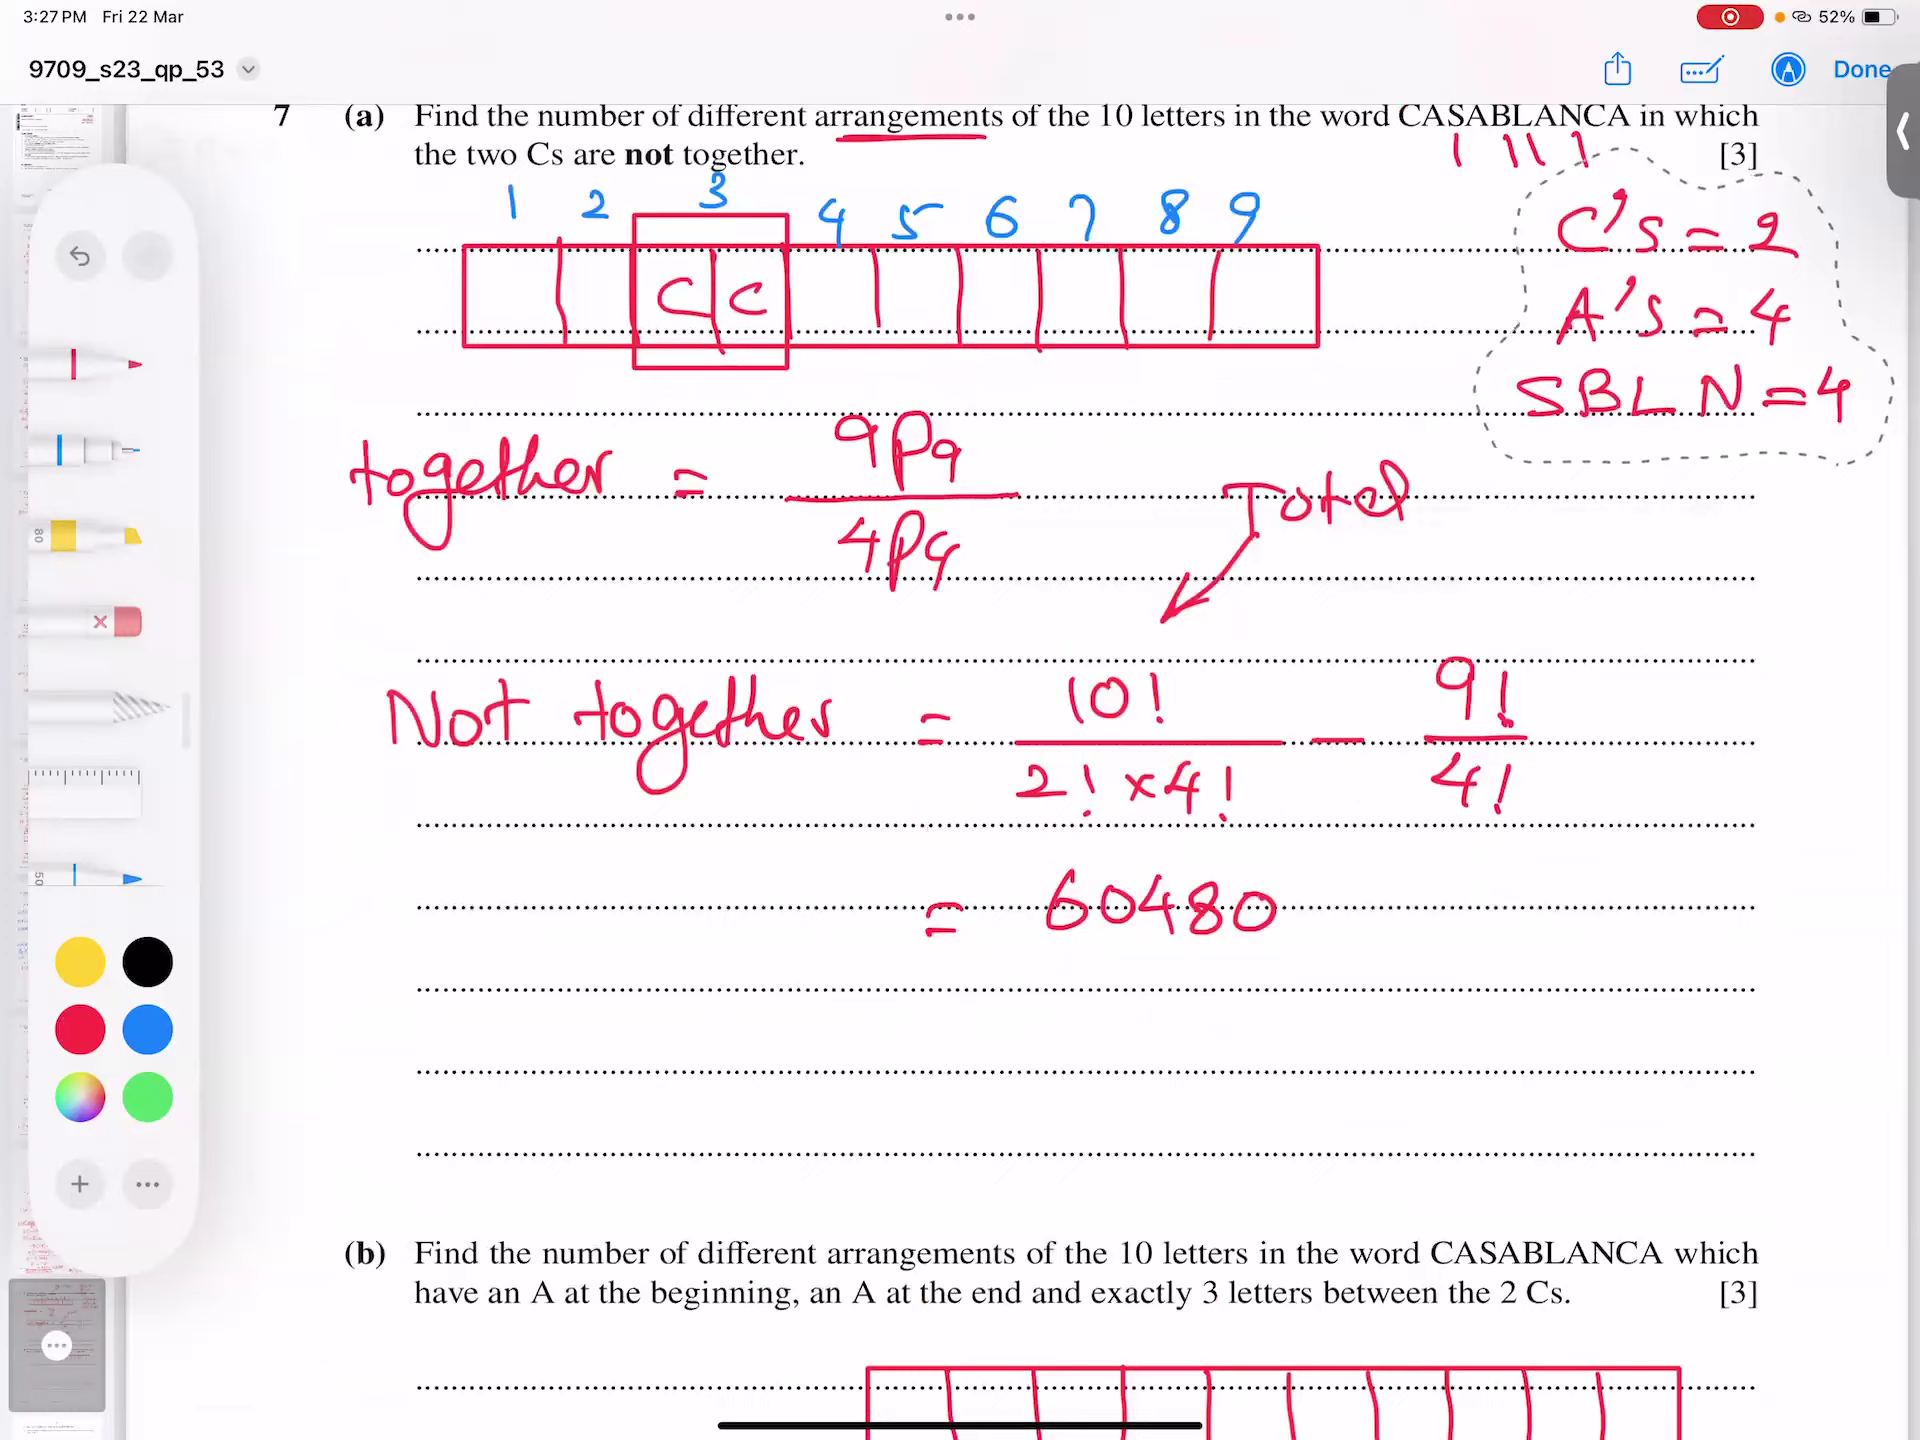 3:27 PM Fri 22 Mar
52%
9709_s23_qp_53
Done
7 (a) Find the number of different arrangements of the 10 letters in the word CASABLANCA in which
the two Cs are not together. [3]
1 2 3 4 5 6 7 8 9
C C
C's = 2
A's = 4
SBLN = 4
together = 9P9
4P4
Total
Not together = 10! - 9!
2! × 4! 4!
= 60480
80
50
(b) Find the number of different arrangements of the 10 letters in the word CASABLANCA which
have an A at the beginning, an A at the end and exactly 3 letters between the 2 Cs. [3]